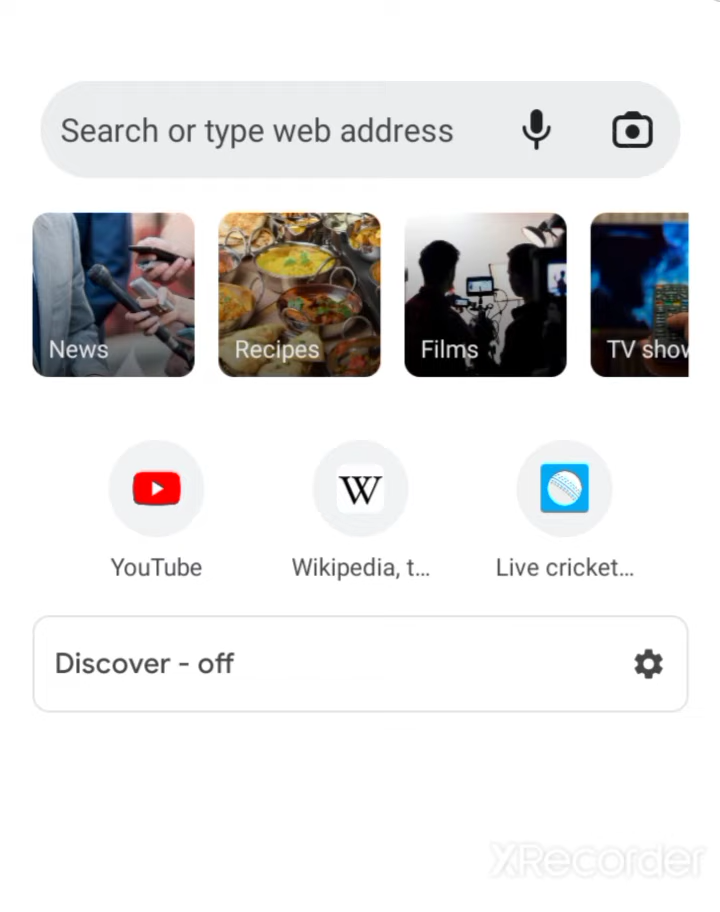 Search or type web address
News
Recipes
Films
TV show
W
YouTube
Wikipedia, t...
Live cricket...
Discover - off
XRecorder